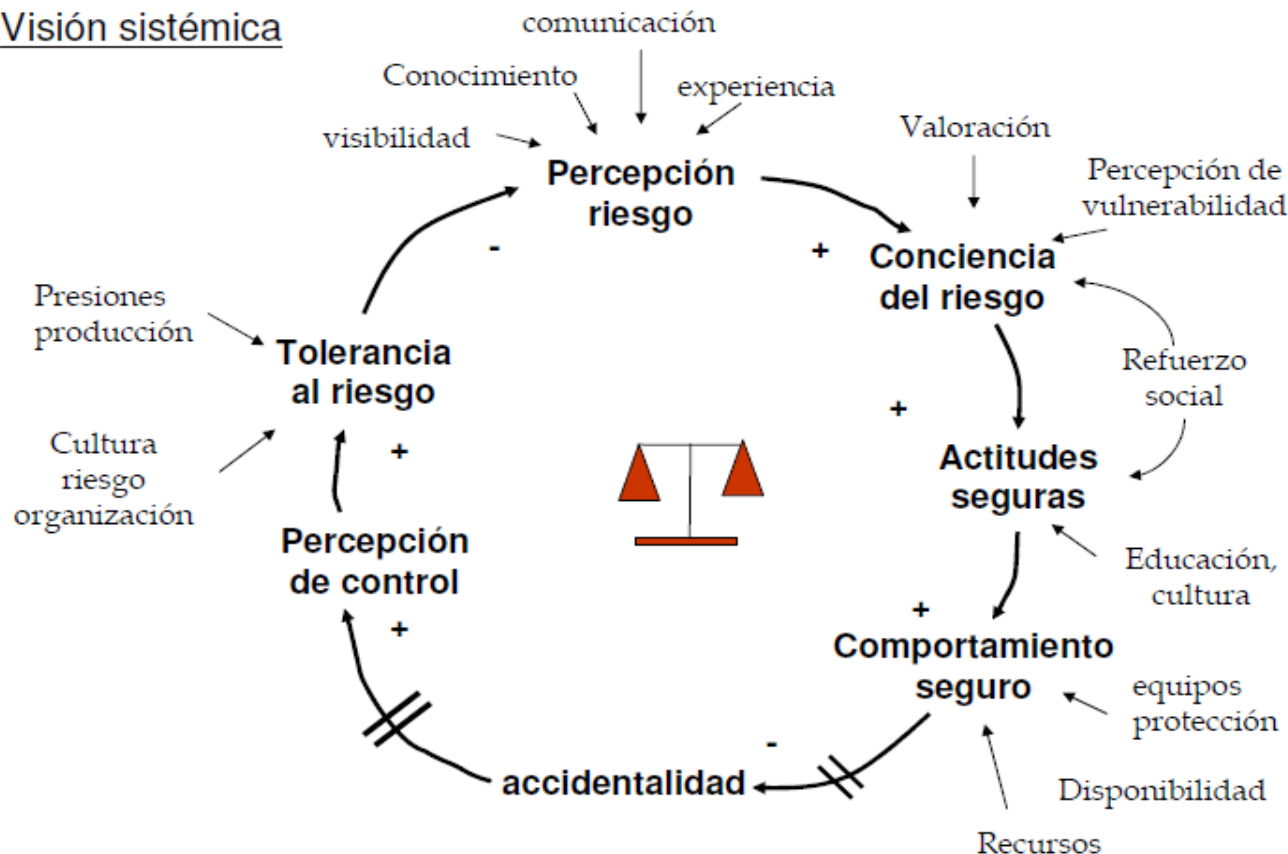 Visión sistémica
comunicación
Conocimiento
experiencia
visibilidad
Valoración
Percepción
riesgo
Percepción de
vulnerabilidad
-
+
Conciencia
del riesgo
Presiones
producción
Tolerancia
al riesgo
Refuerzo
social
+
Cultura
riesgo
organización
+
Actitudes
seguras
Percepción
de control
Educación,
cultura
+
+
Comportamiento
seguro
equipos
protección
-
accidentalidad
Disponibilidad
Recursos